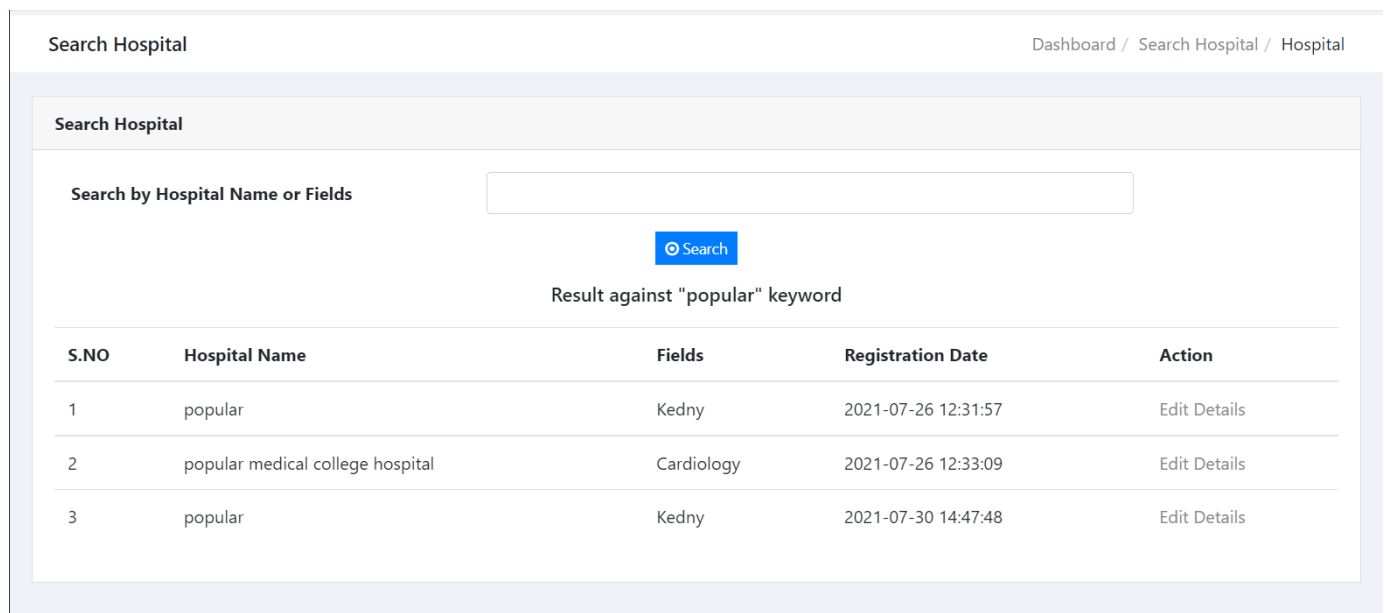 Search Hospital Dashboard / Search Hospital / Hospital
Search Hospital
Search by Hospital Name or Fields
Search
Result against "popular" keyword
S.NO Hospital Name Fields Registration Date Action
1 popular Kedny 2021-07-26 12:31:57 Edit Details
2 popular medical college hospital Cardiology 2021-07-26 12:33:09 Edit Details
3 popular Kedny 2021-07-30 14:47:48 Edit Details